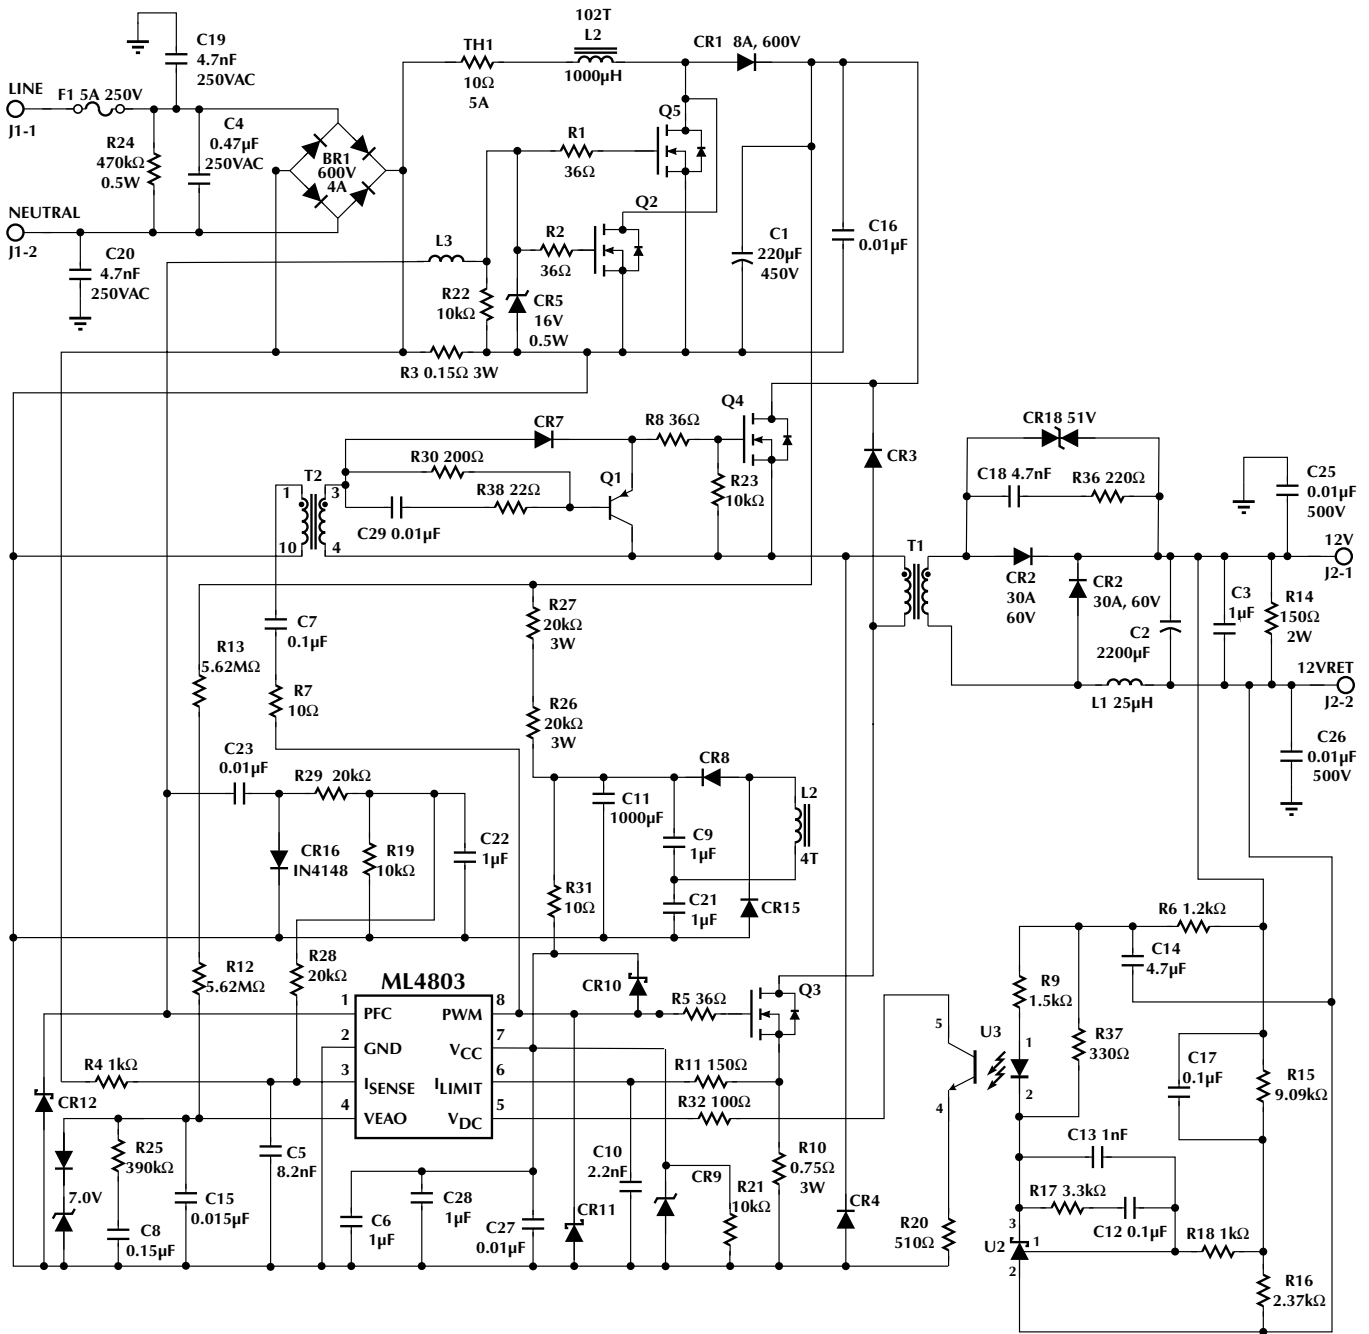 102T
L2
1000µH
CR1 8A, 600V
TH1
10Ω
5A
C19
4.7nF
250VAC
LINE
J1-1
F1 5A 250V
R24
470kΩ
0.5W
C4
0.47µF
250VAC
BR1
600V
4A
Q5
R1
36Ω
NEUTRAL
J1-2
C20
4.7nF
250VAC
Q2
R2
36Ω
L3
R22
10kΩ
CR5
16V
0.5W
C1
220µF
450V
C16
0.01µF
R3 0.15Ω 3W
CR7
R8 36Ω
Q4
CR3
R30 200Ω
R38 22Ω
Q1
R23
10kΩ
T2
1
3
10
4
C29 0.01µF
CR18 51V
C18 4.7nF
R36 220Ω
C25
0.01µF
500V
T1
12V
J2-1
CR2
30A
60V
CR2
30A, 60V
C2
2200µF
C3
1µF
R14
150Ω
2W
12VRET
J2-2
L1 25µH
C26
0.01µF
500V
R27
20kΩ
3W
C7
0.1µF
R13
5.62MΩ
R7
10Ω
R26
20kΩ
3W
C23
0.01µF
R29 20kΩ
CR8
L2
4T
C11
1000µF
C9
1µF
CR16
IN4148
R19
10kΩ
C22
1µF
R31
10Ω
C21
1µF
CR15
R12
5.62MΩ
R28
20kΩ
ML4803
1
PFC
PWM
8
2
GND
VCC
7
3
ISENSE
ILIMIT
6
4
VEAO
VDC
5
CR10
R5 36Ω
Q3
R4 1kΩ
CR12
R11 150Ω
R32 100Ω
R6 1.2kΩ
C14
4.7µF
R9
1.5kΩ
U3
5
4
1
2
R37
330Ω
C17
0.1µF
R15
9.09kΩ
R25
390kΩ
7.0V
C8
0.15µF
C15
0.015µF
C5
8.2nF
C6
1µF
C28
1µF
C27
0.01µF
CR11
C10
2.2nF
CR9
R21
10kΩ
R10
0.75Ω
3W
CR4
R20
510Ω
C13 1nF
R17 3.3kΩ
C12 0.1µF
U2
3
1
2
R18 1kΩ
R16
2.37kΩ